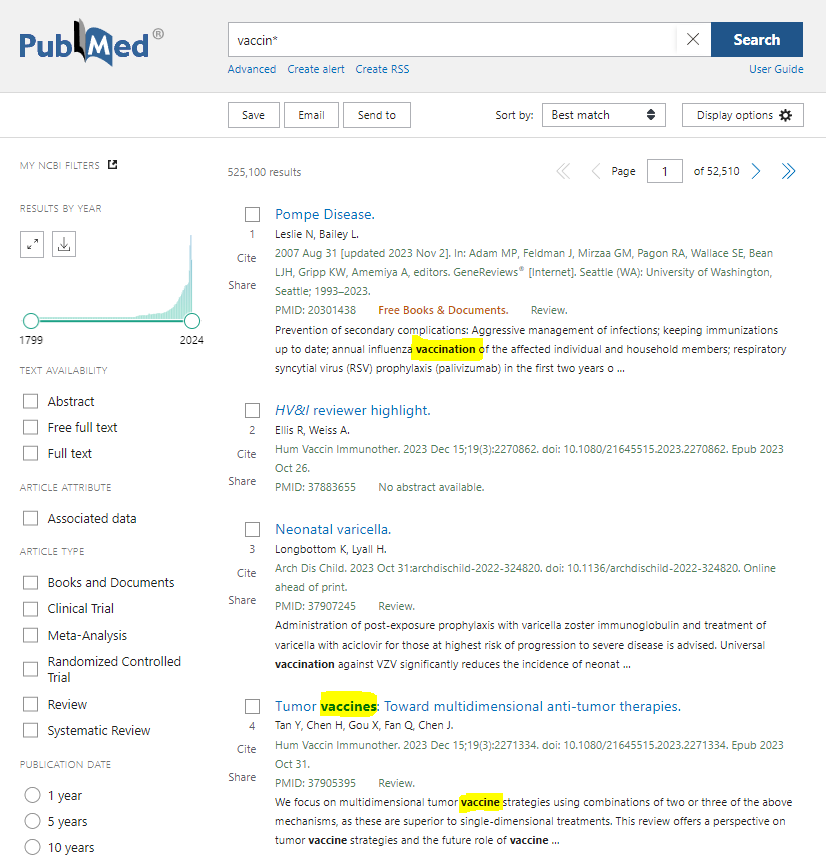 PubMed®
vaccin*
Search
Advanced Create alert Create RSS
User Guide
Save Email Send to
Sort by: Best match
Display options
MY NCBI FILTERS
525,100 results
Page 1 of 52,510
RESULTS BY YEAR
1799 2024
TEXT AVAILABILITY
Abstract
Free full text
Full text
ARTICLE ATTRIBUTE
Associated data
ARTICLE TYPE
Books and Documents
Clinical Trial
Meta-Analysis
Randomized Controlled
Trial
Review
Systematic Review
PUBLICATION DATE
1 year
5 years
10 years
Pompe Disease.
1
Cite
Share
Leslie N, Bailey L.
2007 Aug 31 [updated 2023 Nov 2]. In: Adam MP, Feldman J, Mirzaa GM, Pagon RA, Wallace SE, Bean
LJH, Gripp KW, Amemiya A, editors. GeneReviews® [Internet]. Seattle (WA): University of Washington,
Seattle; 1993–2023.
PMID: 20301438 Free Books & Documents. Review.
Prevention of secondary complications: Aggressive management of infections; keeping immunizations
up to date; annual influenza vaccination of the affected individual and household members; respiratory
syncytial virus (RSV) prophylaxis (palivizumab) in the first two years o ...
HV&I reviewer highlight.
2
Cite
Share
Ellis R, Weiss A.
Hum Vaccin Immunother. 2023 Dec 15;19(3):2270862. doi: 10.1080/21645515.2023.2270862. Epub 2023
Oct 26.
PMID: 37883655 No abstract available.
Neonatal varicella.
3
Cite
Share
Longbottom K, Lyall H.
Arch Dis Child. 2023 Oct 31:archdischild-2022-324820. doi: 10.1136/archdischild-2022-324820. Online
ahead of print.
PMID: 37907245 Review.
Administration of post-exposure prophylaxis with varicella zoster immunoglobulin and treatment of
varicella with aciclovir for those at highest risk of progression to severe disease is advised. Universal
vaccination against VZV significantly reduces the incidence of neonat ...
Tumor vaccines: Toward multidimensional anti-tumor therapies.
4
Cite
Share
Tan Y, Chen H, Gou X, Fan Q, Chen J.
Hum Vaccin Immunother. 2023 Dec 15;19(3):2271334. doi: 10.1080/21645515.2023.2271334. Epub 2023
Oct 31.
PMID: 37905395 Review.
We focus on multidimensional tumor vaccine strategies using combinations of two or three of the above
mechanisms, as these are superior to single-dimensional treatments. This review offers a perspective on
tumor vaccine strategies and the future role of vaccine ...